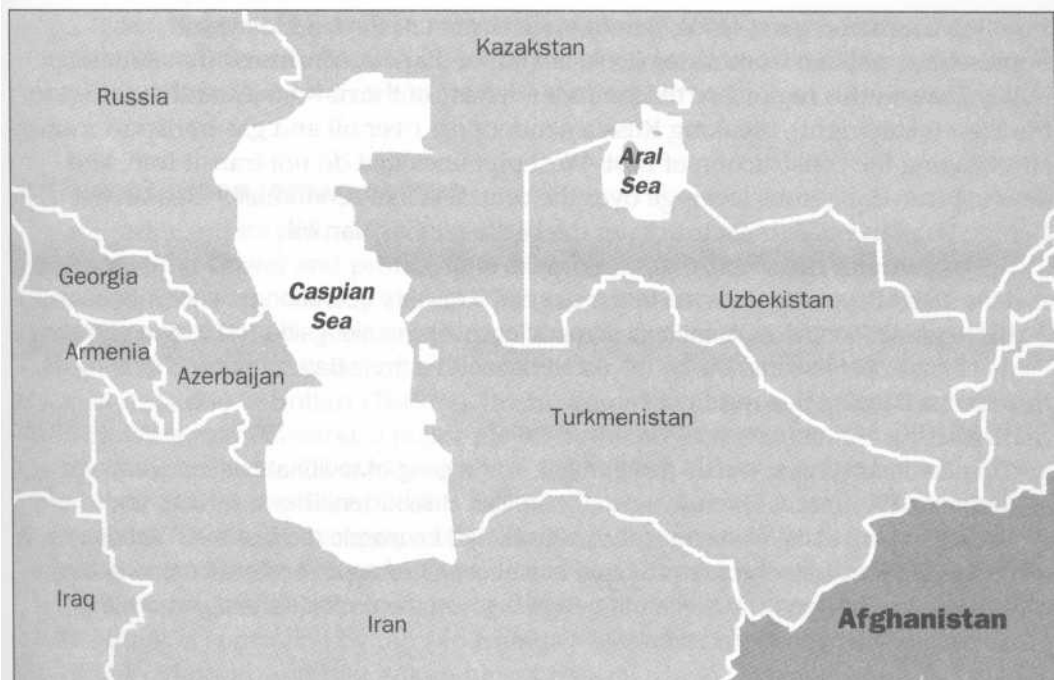 Kazakstan
Russia
Aral
Sea
Georgia
Caspian
Sea
Uzbekistan
Armenia
Azerbaijan
Turkmenistan
Iraq
Iran
Afghanistan